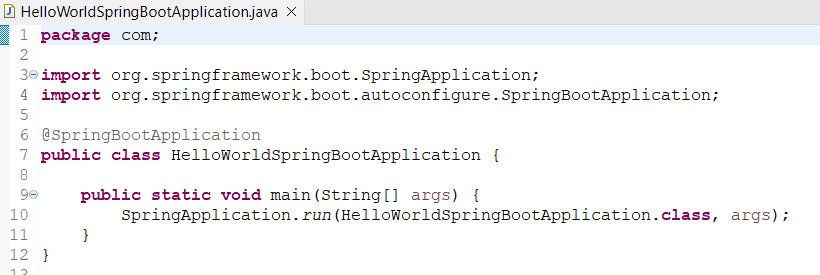 HelloWorldSpringBootApplication.java
1 package com;
2
3 import org.springframework.boot.SpringApplication;
4 import org.springframework.boot.autoconfigure.SpringBootApplication;
5
6 @SpringBootApplication
7 public class HelloWorldSpringBootApplication {
8
9     public static void main(String[] args) {
10         SpringApplication.run(HelloWorldSpringBootApplication.class, args);
11     }
12 }
13